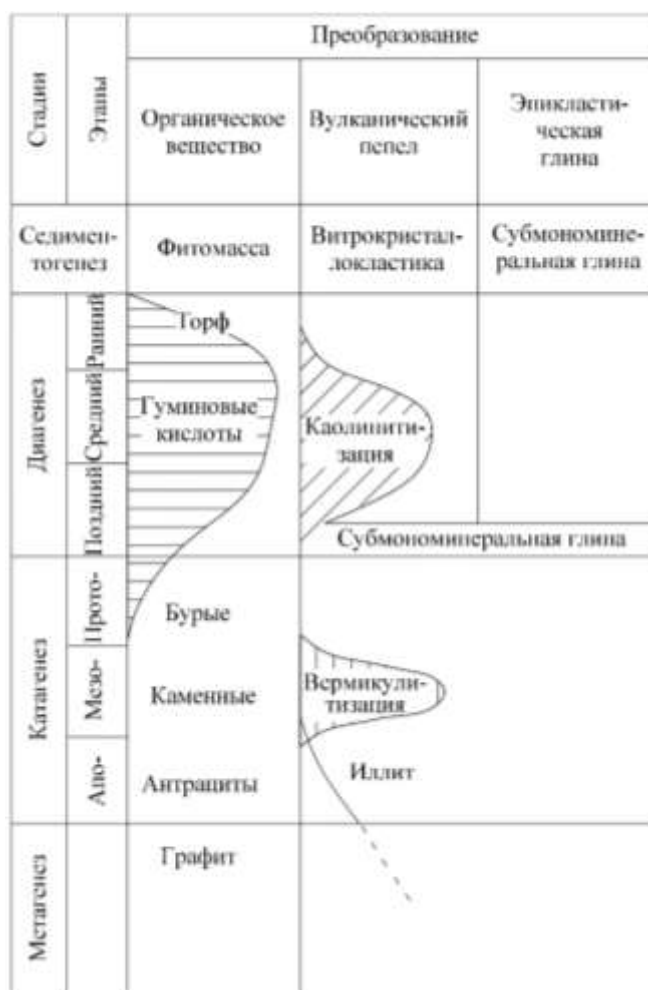 Стадии
Этапы
Преобразование
Органическое
вещество
Вулканический
пепел
Эпикласти-
ческая
глина
Седимен-
тогенез
Фитомасса
Витрокристал-
локластика
Субмономине-
ральная глина
Диагенез
Ранний
Торф
Средний
Гуминовые
кислоты
Каолинити-
зация
Поздний
Субмономинеральная глина
Катагенез
Прото-
Бурые
Мезо-
Каменные
Вермикули-
тизация
Апо-
Антрациты
Иллит
Метагенез
Графит